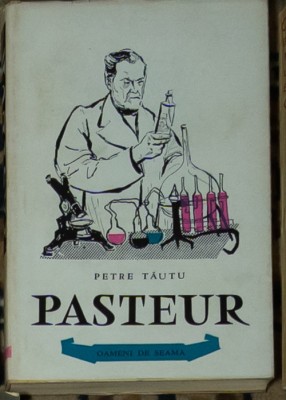 PETRE TĂUTU
PASTEUR
OAMENI DE SEAMĂ